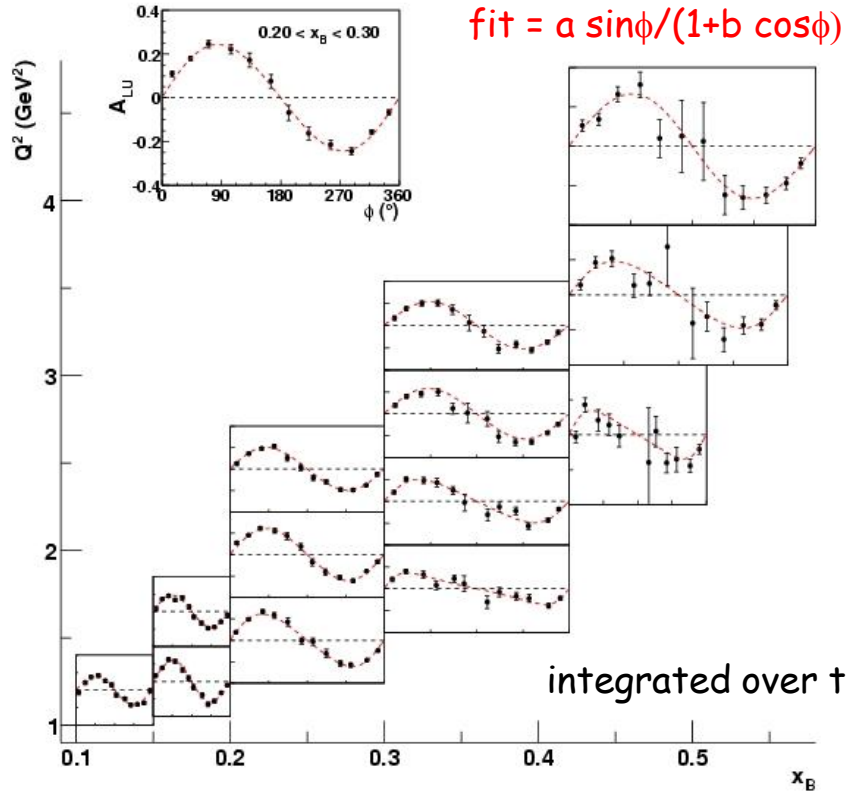 fit = a sinϕ/(1+b cosϕ)
0.4
0.20 < x_B < 0.30
0.2
A_LU
0
-0.2
-0.4
0 90 180 270 360
ϕ (°)
Q² (GeV²)
4
3
2
1
integrated over t
0.1 0.2 0.3 0.4 0.5
x_B